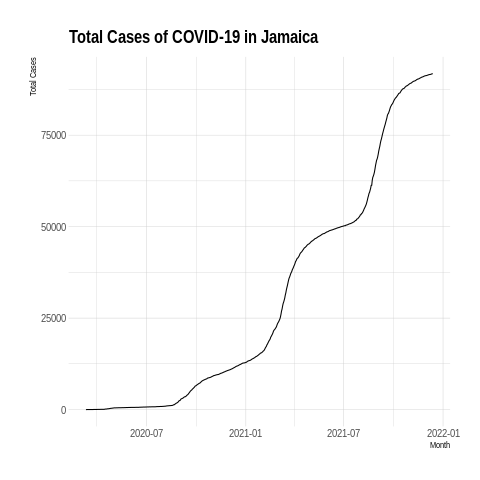 Total Cases of COVID-19 in Jamaica
Total Cases
75000
50000
25000
0
2020-07 2021-01 2021-07 2022-01
Month